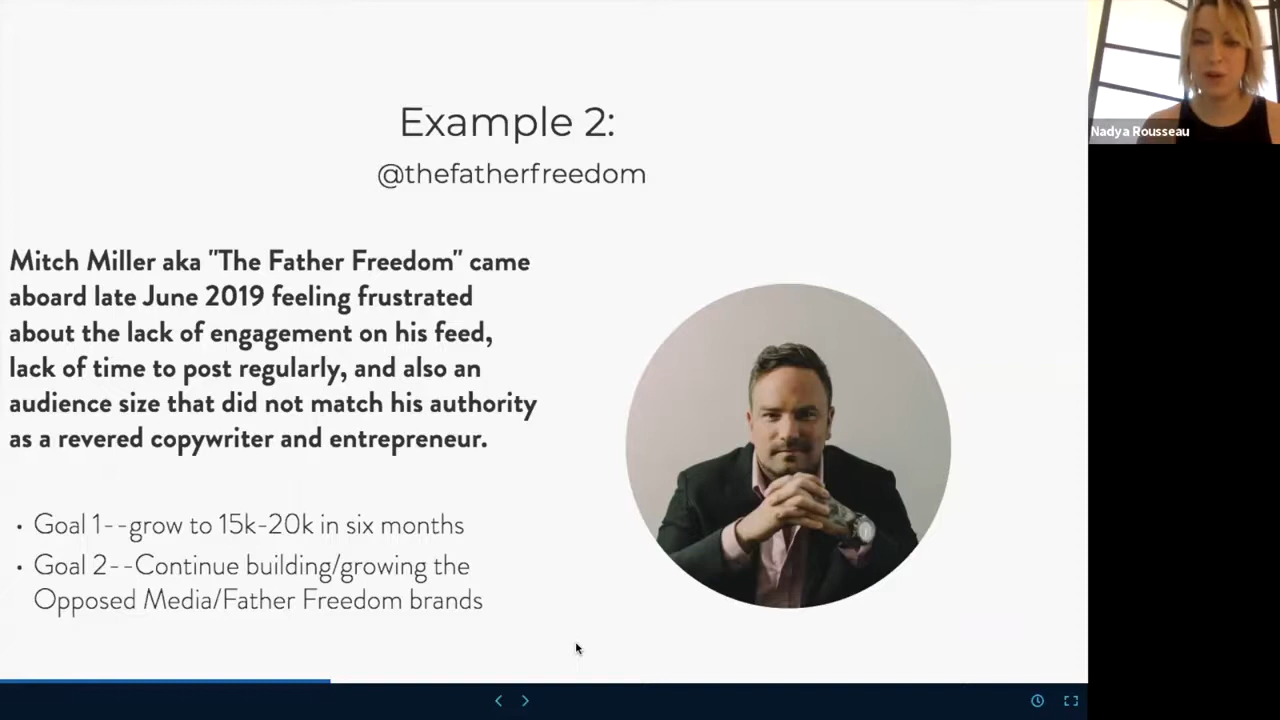 Example 2:
@thefatherfreedom
Mitch Miller aka "The Father Freedom" came
aboard late June 2019 feeling frustrated
about the lack of engagement on his feed,
lack of time to post regularly, and also an
audience size that did not match his authority
as a revered copywriter and entrepreneur.
• Goal 1--grow to 15k-20k in six months
• Goal 2--Continue building/growing the
Opposed Media/Father Freedom brands
Nadya Rousseau